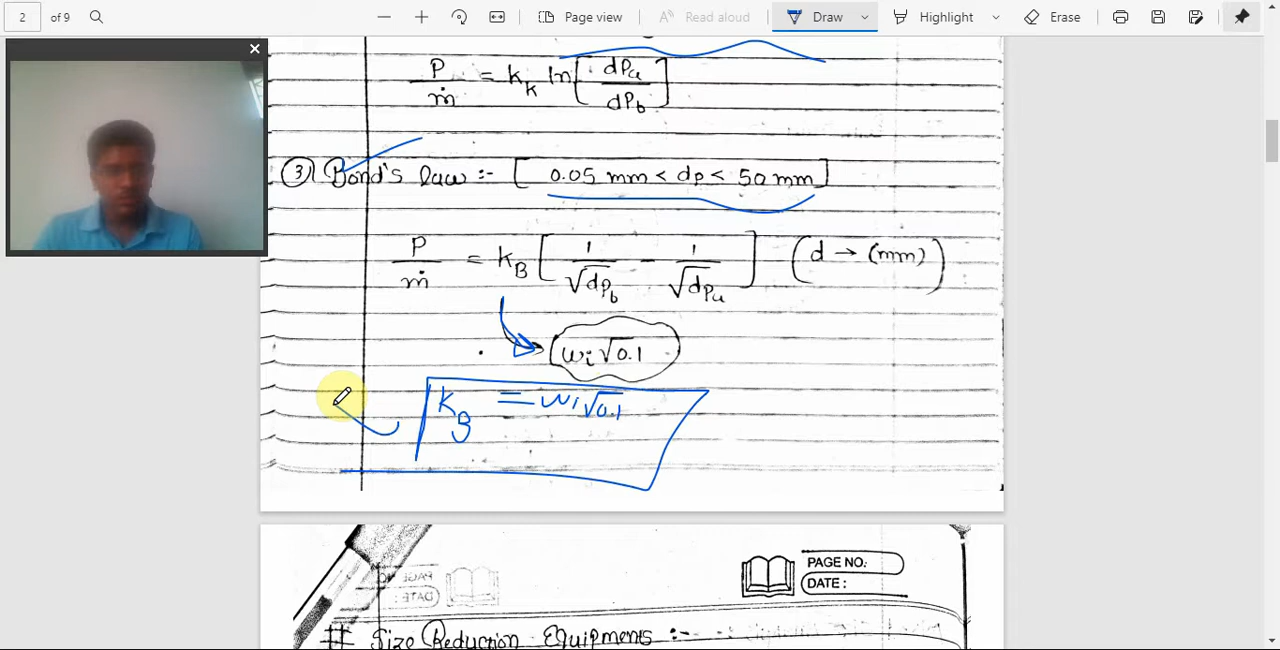 2 of 9 Page view Read aloud Draw Highlight Erase
P/ṁ = Kk ln [dPa/dPb]
③ Bond's law :- [0.05 mm < dp < 50 mm]
P/ṁ = KB [1/√dPb - 1/√dPa] (d → (mm))
wi√0.1
KB = wi√0.1
PAGE NO.:
DATE :
# Size Reduction Equipments :-